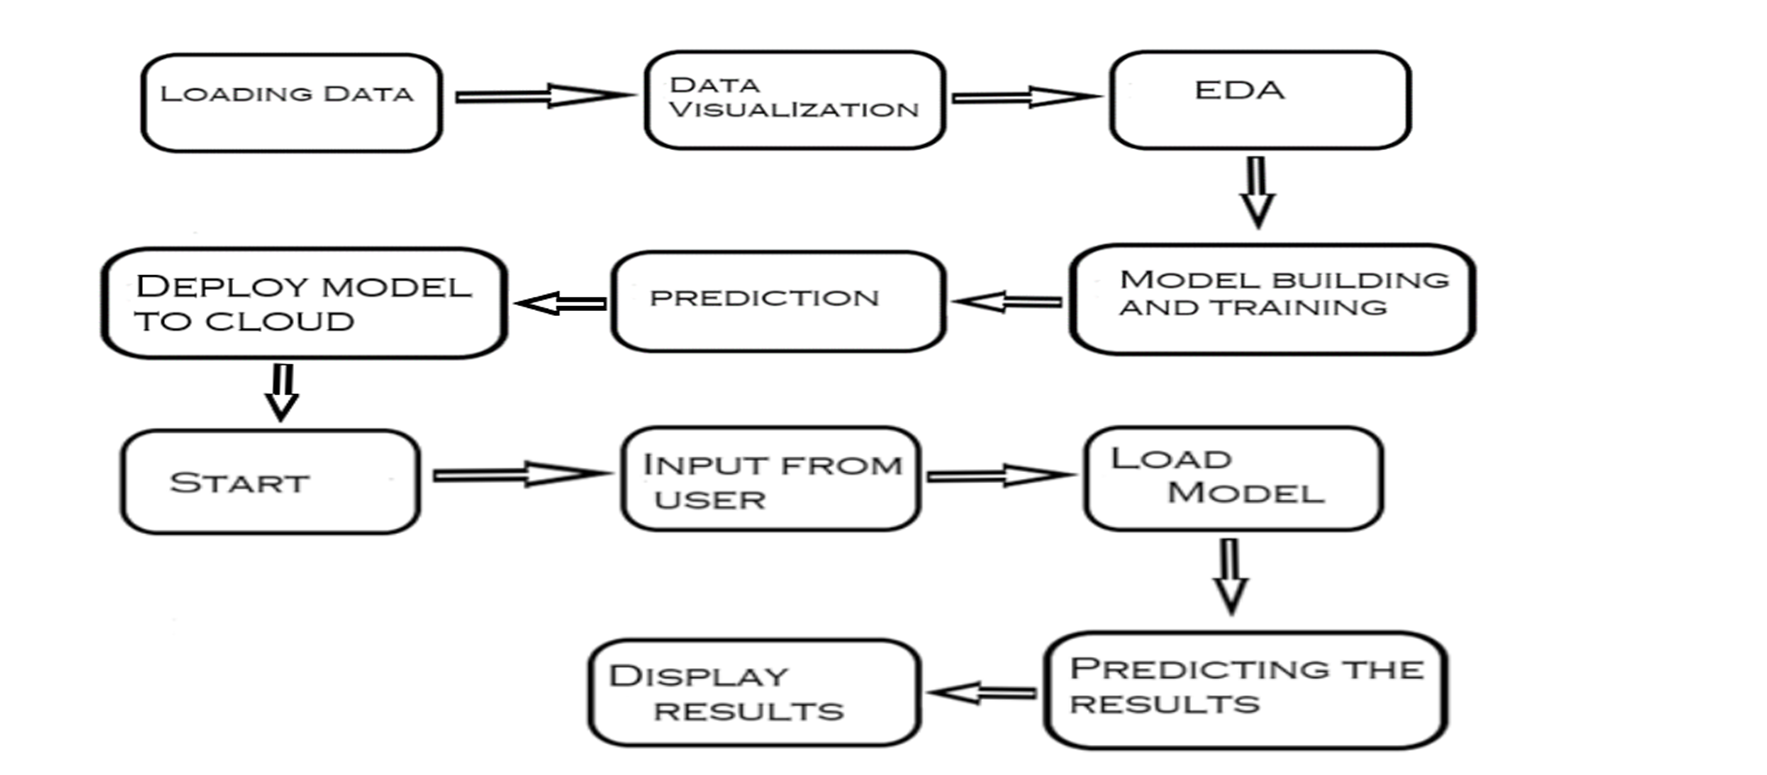 Loading Data
Data
Visualization
EDA
Model building
and training
prediction
Deploy model
to cloud
Start
Input from
user
Load
Model
Predicting the
results
Display
results